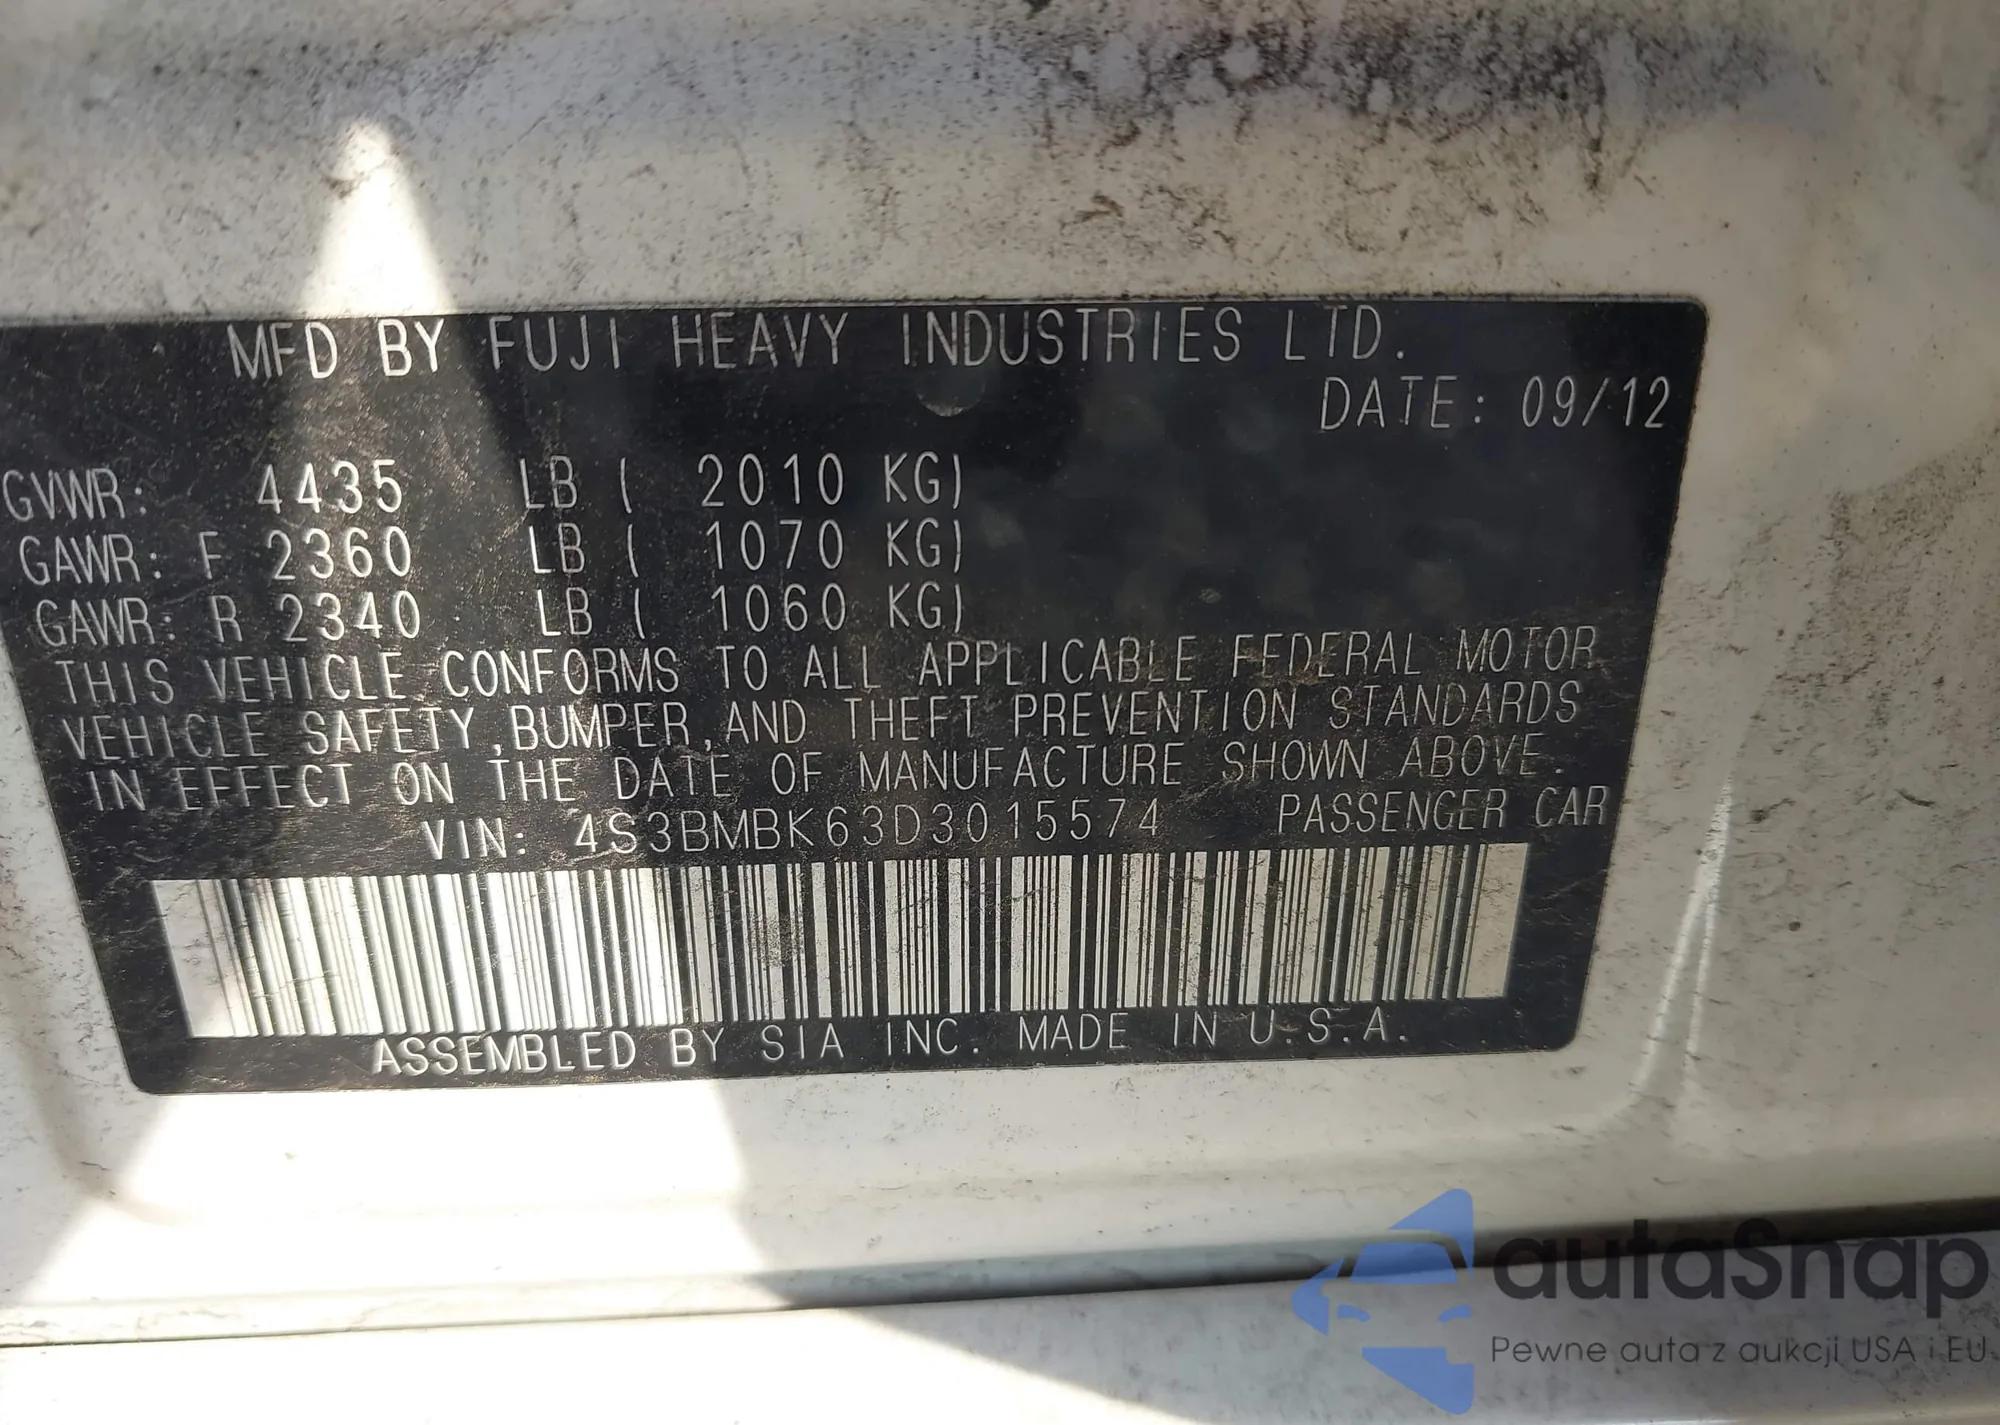 MFD BY FUJI HEAVY INDUSTRIES LTD.
DATE: 09/12
GVWR: 4435 LB ( 2010 KG)
GAWR: F 2360 LB ( 1070 KG)
GAWR: R 2340 LB ( 1060 KG)
THIS VEHICLE CONFORMS TO ALL APPLICABLE FEDERAL MOTOR
VEHICLE SAFETY,BUMPER,AND THEFT PREVENTION STANDARDS
IN EFFECT ON THE DATE OF MANUFACTURE SHOWN ABOVE.
VIN: 4S3BMBK63D3015574 PASSENGER CAR
ASSEMBLED BY SIA INC. MADE IN U.S.A.
autaSnap
Pewne auta z aukcji USA i EU